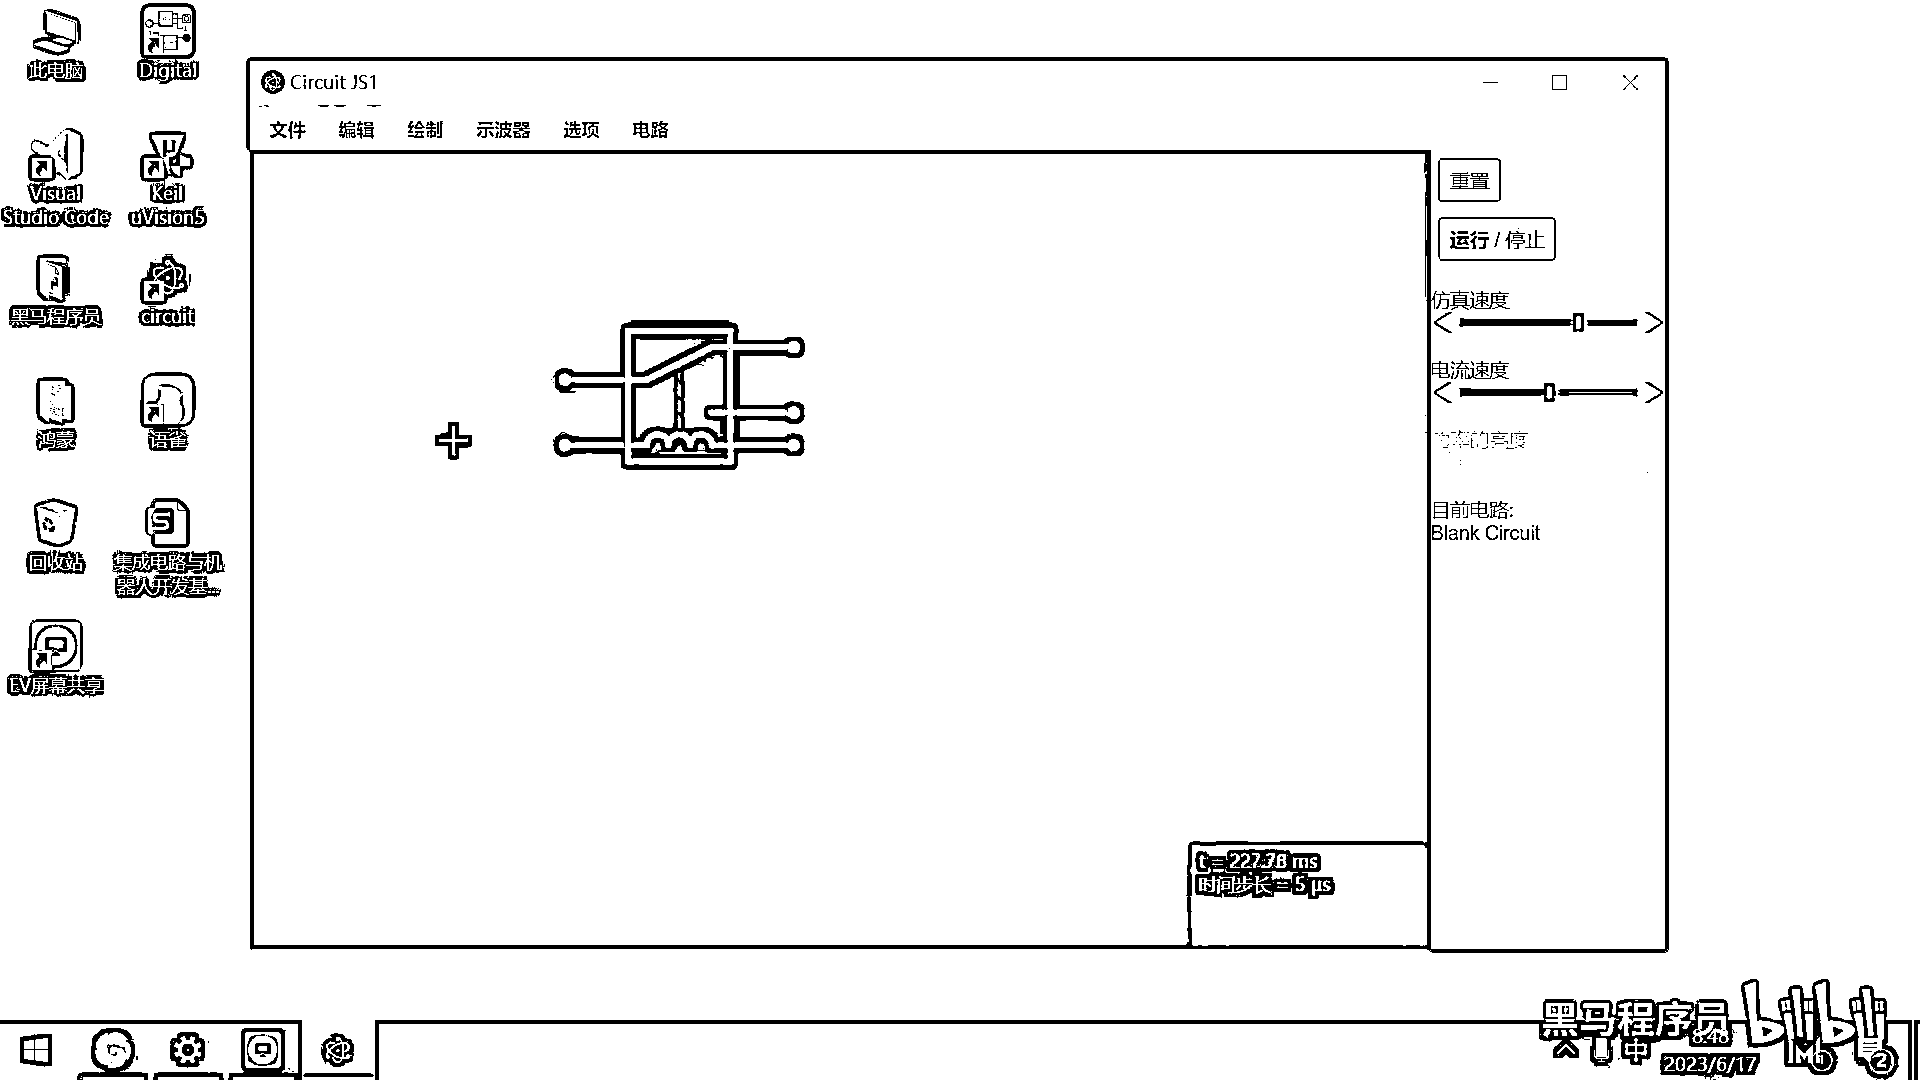 此电脑
Digital
Visual
Studio Code
Keil
uVision5
黑马程序员
circuit
鸿蒙
语雀
回收站
集成电路与机
器人开发基...
EV屏幕共享
Circuit JS1
文件 编辑 绘制 示波器 选项 电路
重置
运行 / 停止
仿真速度
电流速度
电路的亮度
目前电路:
Blank Circuit
t = 227.78 ms
时间步长 = 5 µs
黑马程序员 bilibili
中
8:48
2023/6/17
2